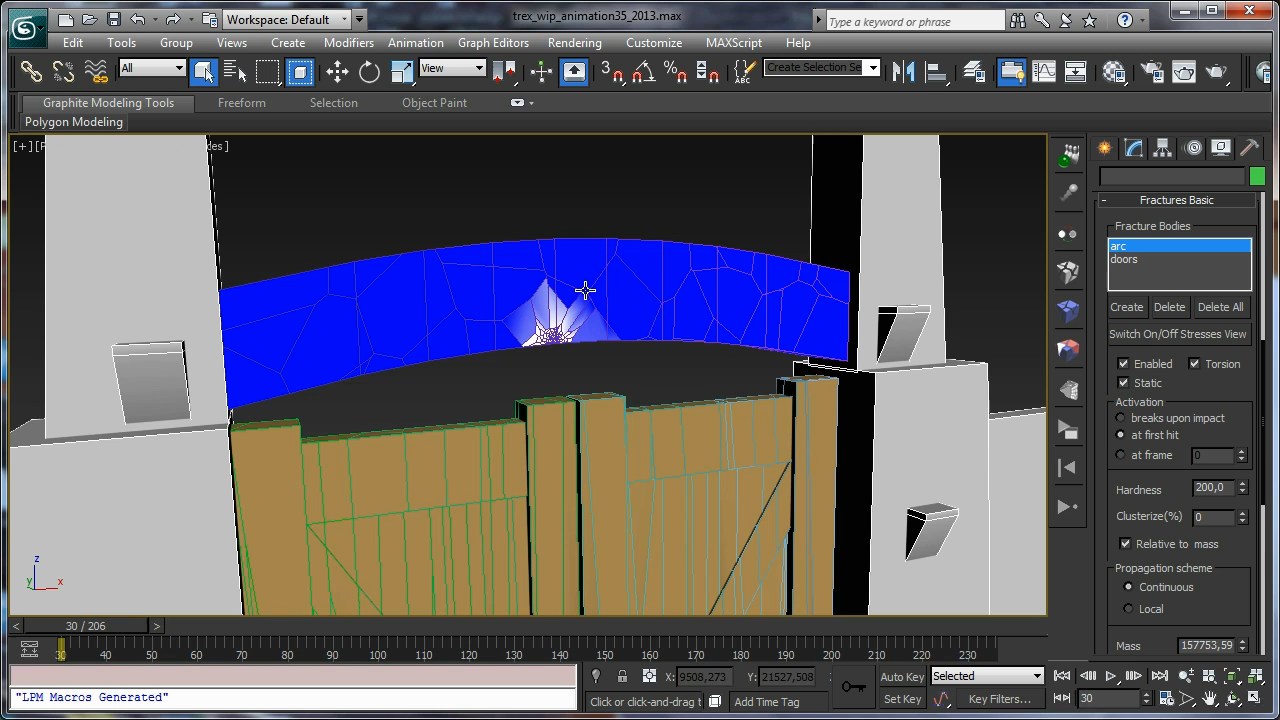 Workspace: Default
trex_wip_animation35_2013.max
Type a keyword or phrase
Edit Tools Group Views Create Modifiers Animation Graph Editors Rendering Customize MAXScript Help
All
View
Create Selection Se
Graphite Modeling Tools Freeform Selection Object Paint
Polygon Modeling
Fractures Basic
Fracture Bodies
arc
doors
Create Delete Delete All
Switch On/Off Stresses View
Enabled Torsion
Static
Activation
breaks upon impact
at first hit
at frame 0
Hardness 200,0
Clusterize(%) 0
Relative to mass
Propagation scheme
Continuous
Local
Mass 157753,59
z
y x
< 30 / 206 >
30 40 50 60 70 80 90 100 110 120 130 140 150 160 170 180 190 200 210 220 230
X: 9508,273 Y: 21527,508
Auto Key Selected
"LPM Macros Generated"
Click or click-and-drag t
Add Time Tag
Set Key Key Filters...
30